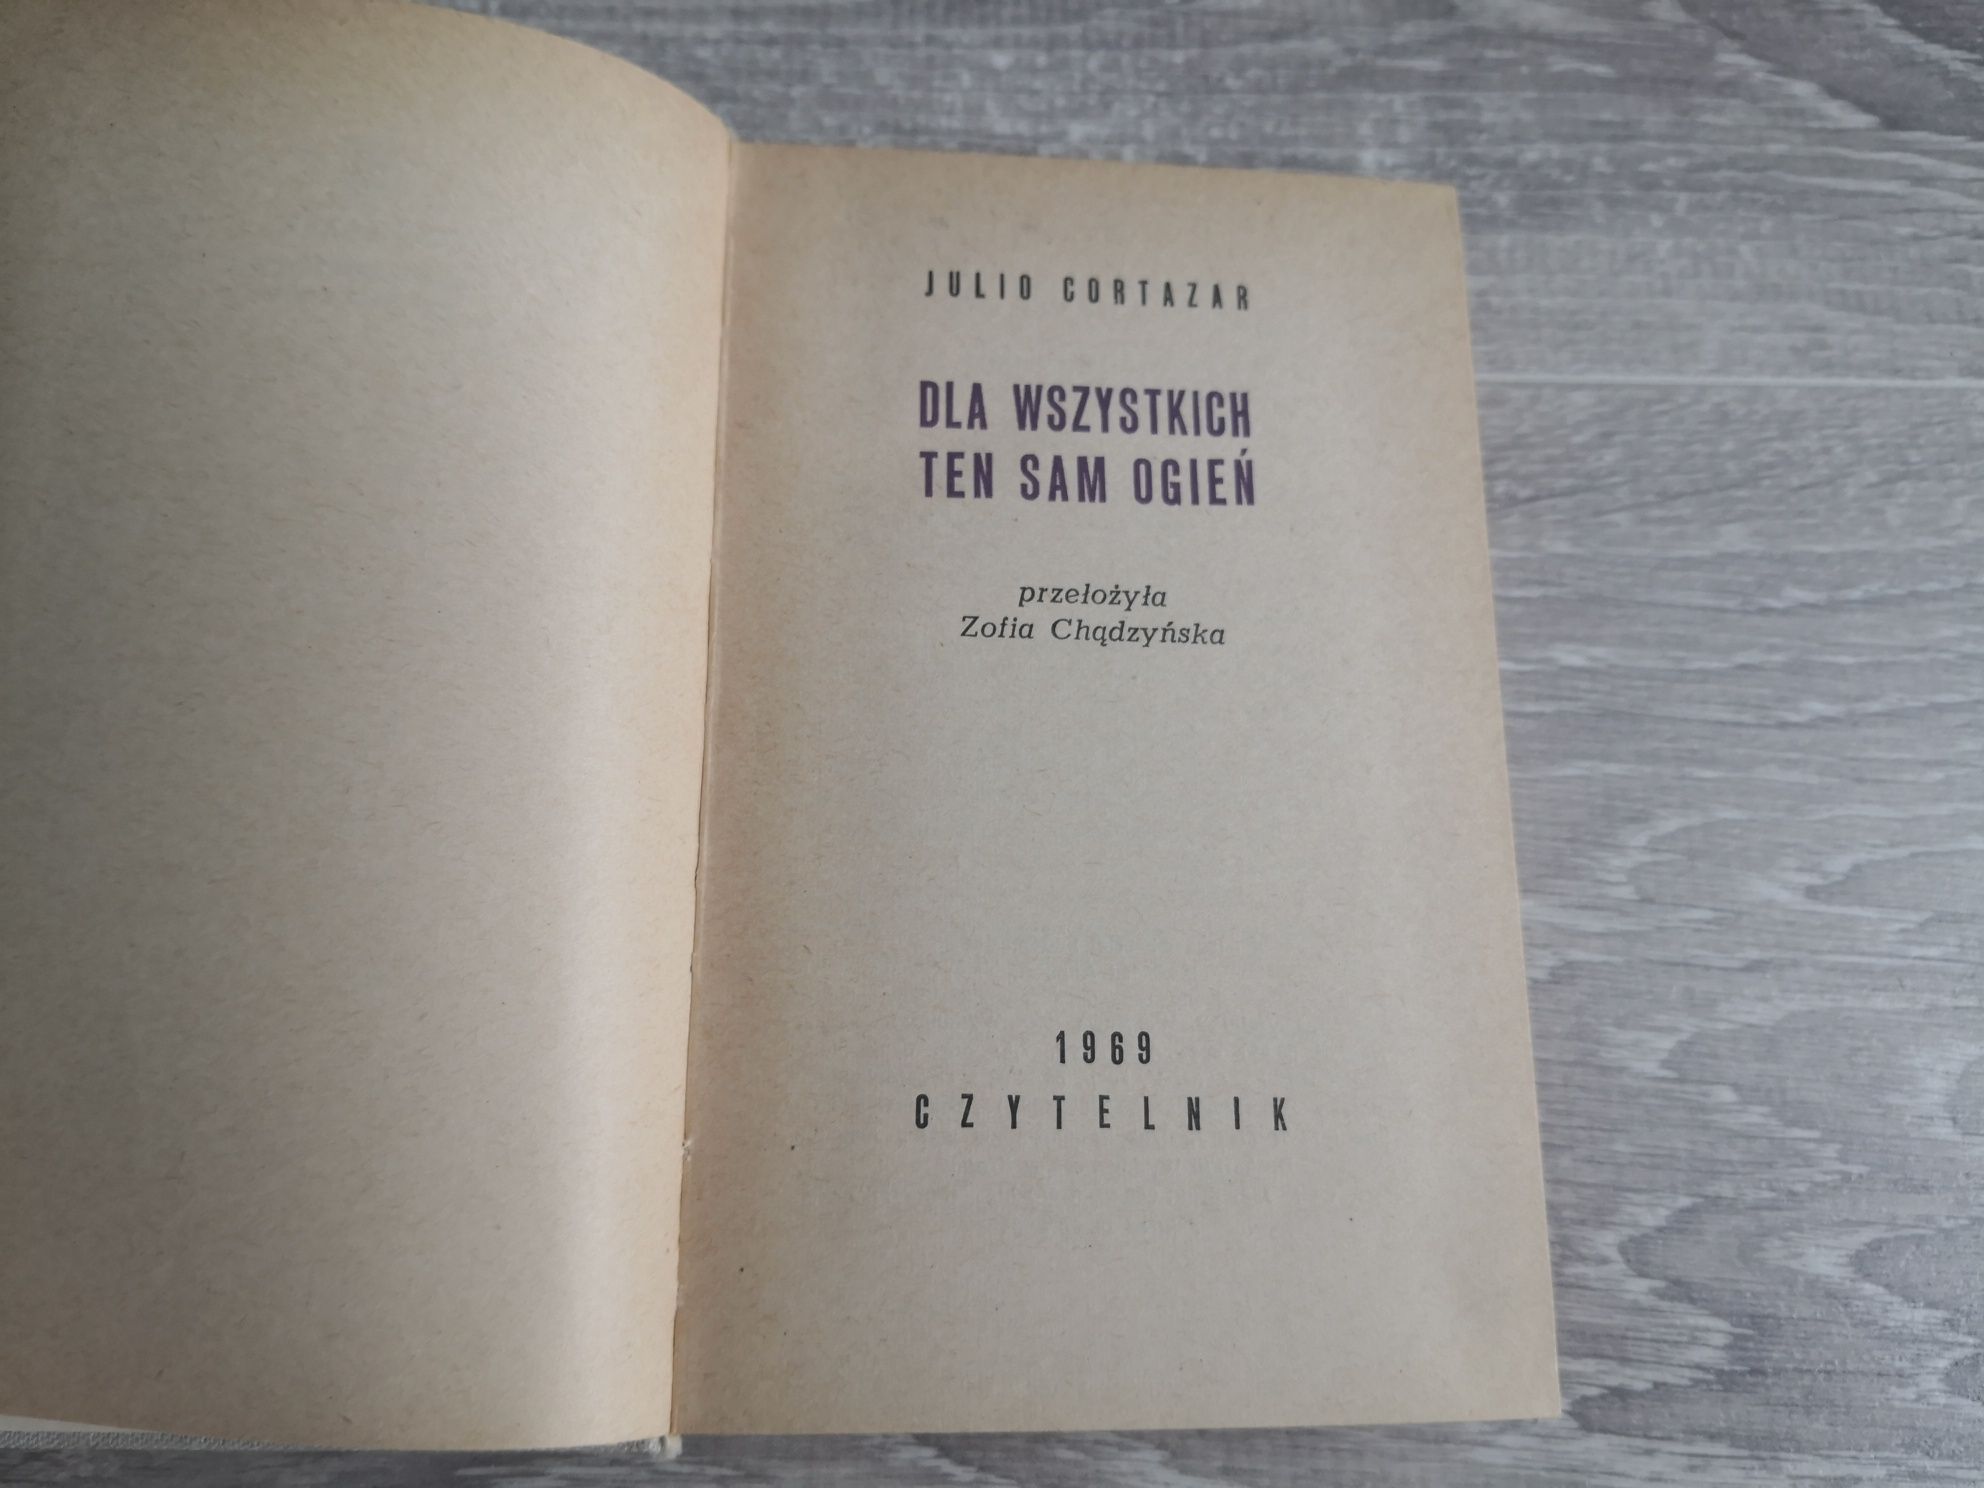 JULIO CORTAZAR
DLA WSZYSTKICH
TEN SAM OGIEŃ
przełożyła
Zofia Chądzyńska
1969
CZYTELNIK